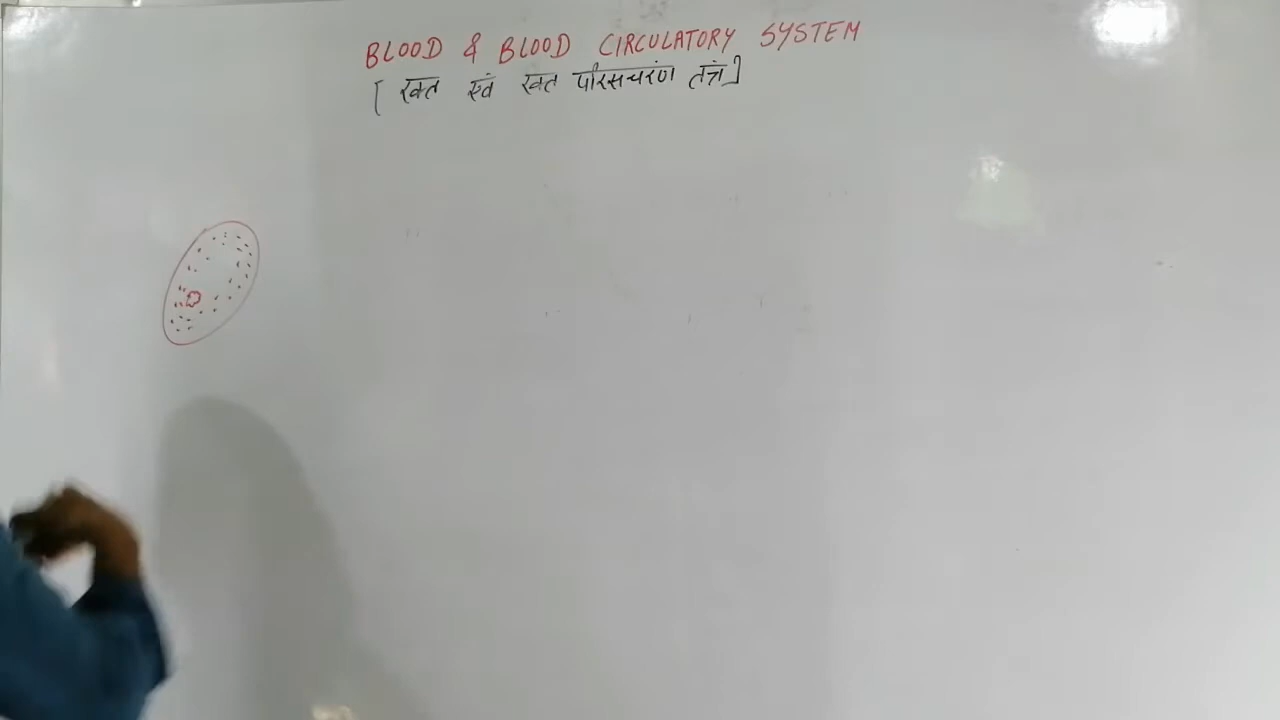 BLOOD & BLOOD CIRCULATORY SYSTEM
[ रक्त एवं रक्त परिसंचरण तंत्र ]